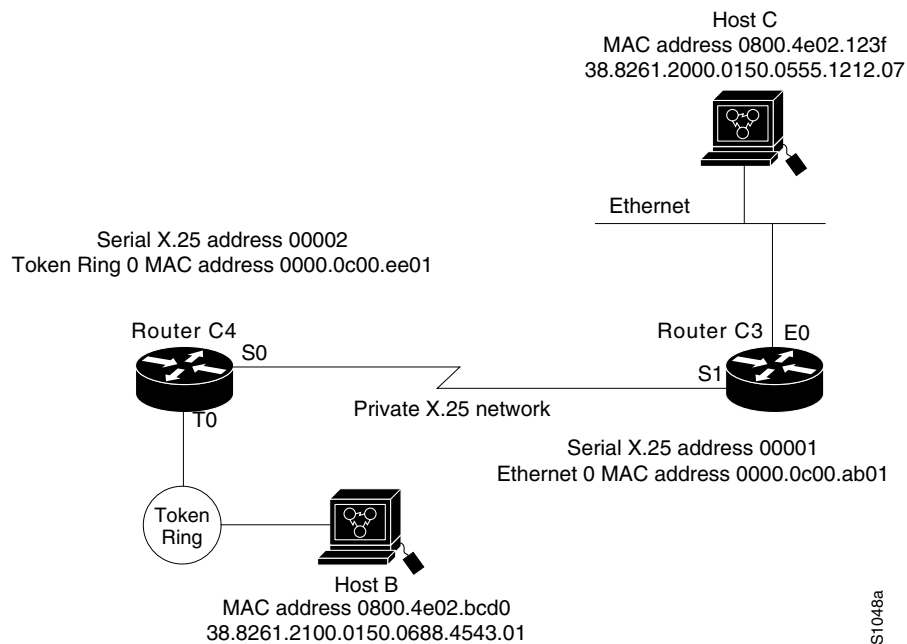 Host C
MAC address 0800.4e02.123f
38.8261.2000.0150.0555.1212.07
Ethernet
Serial X.25 address 00002
Token Ring 0 MAC address 0000.0c00.ee01
Router C4
S0
Router C3
E0
S1
T0
Private X.25 network
Serial X.25 address 00001
Ethernet 0 MAC address 0000.0c00.ab01
Token
Ring
Host B
MAC address 0800.4e02.bcd0
38.8261.2100.0150.0688.4543.01
S1048a